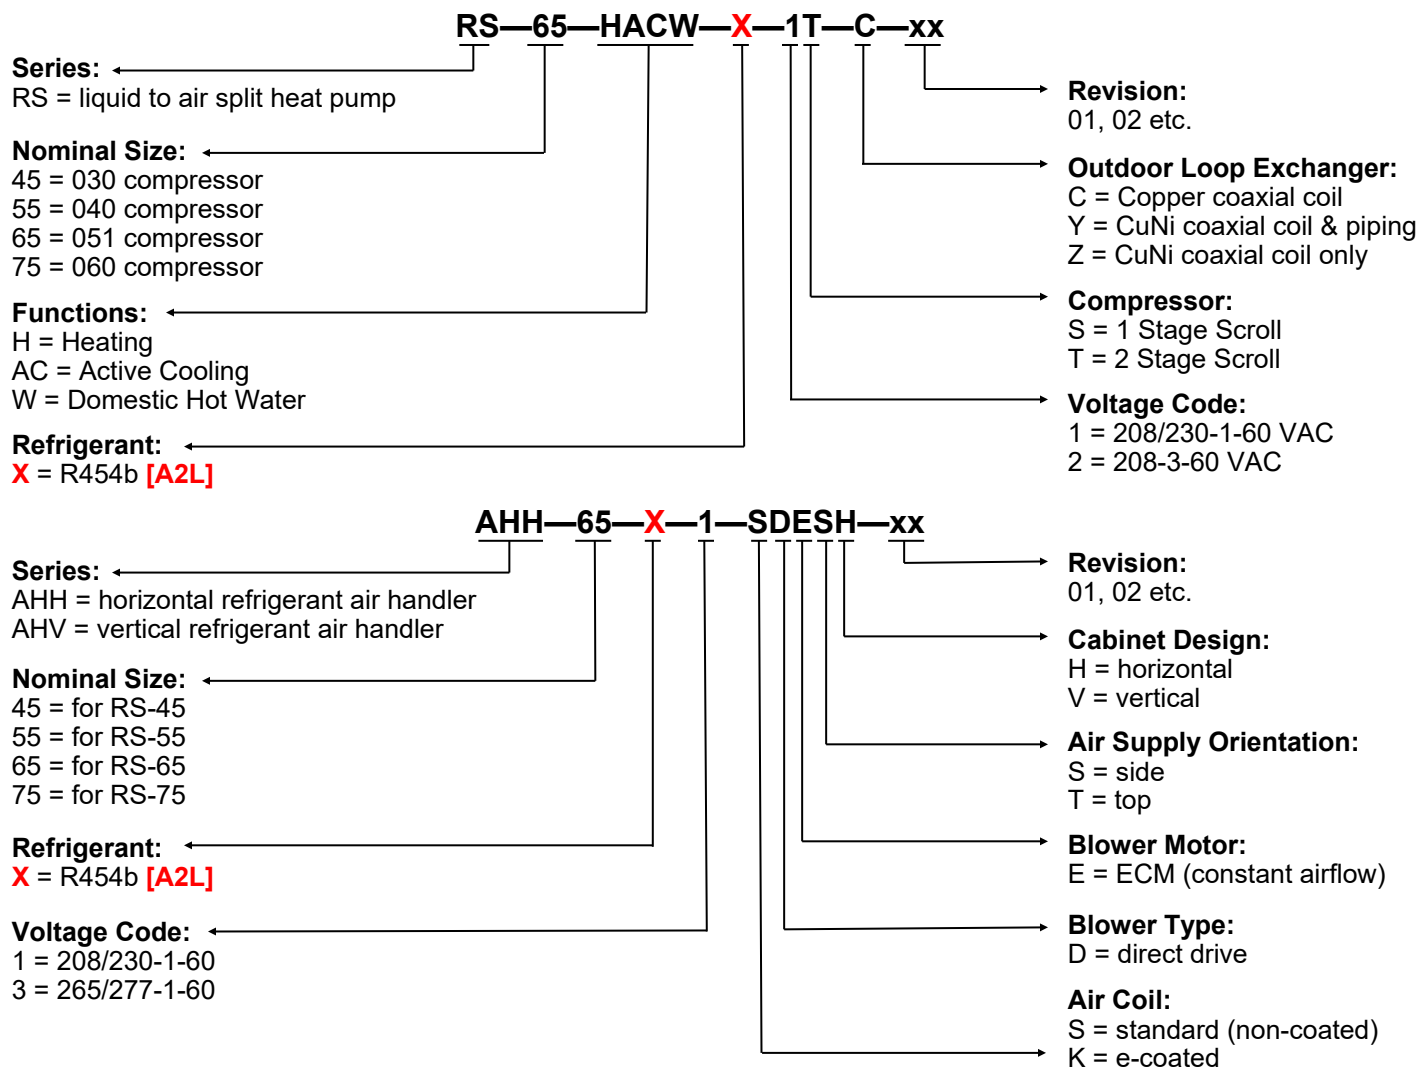 RS—65—HACW—X—1T—C—xx
Series:
RS = liquid to air split heat pump
Nominal Size:
45 = 030 compressor
55 = 040 compressor
65 = 051 compressor
75 = 060 compressor
Functions:
H = Heating
AC = Active Cooling
W = Domestic Hot Water
Refrigerant:
X = R454b [A2L]
Revision:
01, 02 etc.
Outdoor Loop Exchanger:
C = Copper coaxial coil
Y = CuNi coaxial coil & piping
Z = CuNi coaxial coil only
Compressor:
S = 1 Stage Scroll
T = 2 Stage Scroll
Voltage Code:
1 = 208/230-1-60 VAC
2 = 208-3-60 VAC
AHH—65—X—1—SDESH—xx
Series:
AHH = horizontal refrigerant air handler
AHV = vertical refrigerant air handler
Nominal Size:
45 = for RS-45
55 = for RS-55
65 = for RS-65
75 = for RS-75
Refrigerant:
X = R454b [A2L]
Voltage Code:
1 = 208/230-1-60
3 = 265/277-1-60
Revision:
01, 02 etc.
Cabinet Design:
H = horizontal
V = vertical
Air Supply Orientation:
S = side
T = top
Blower Motor:
E = ECM (constant airflow)
Blower Type:
D = direct drive
Air Coil:
S = standard (non-coated)
K = e-coated